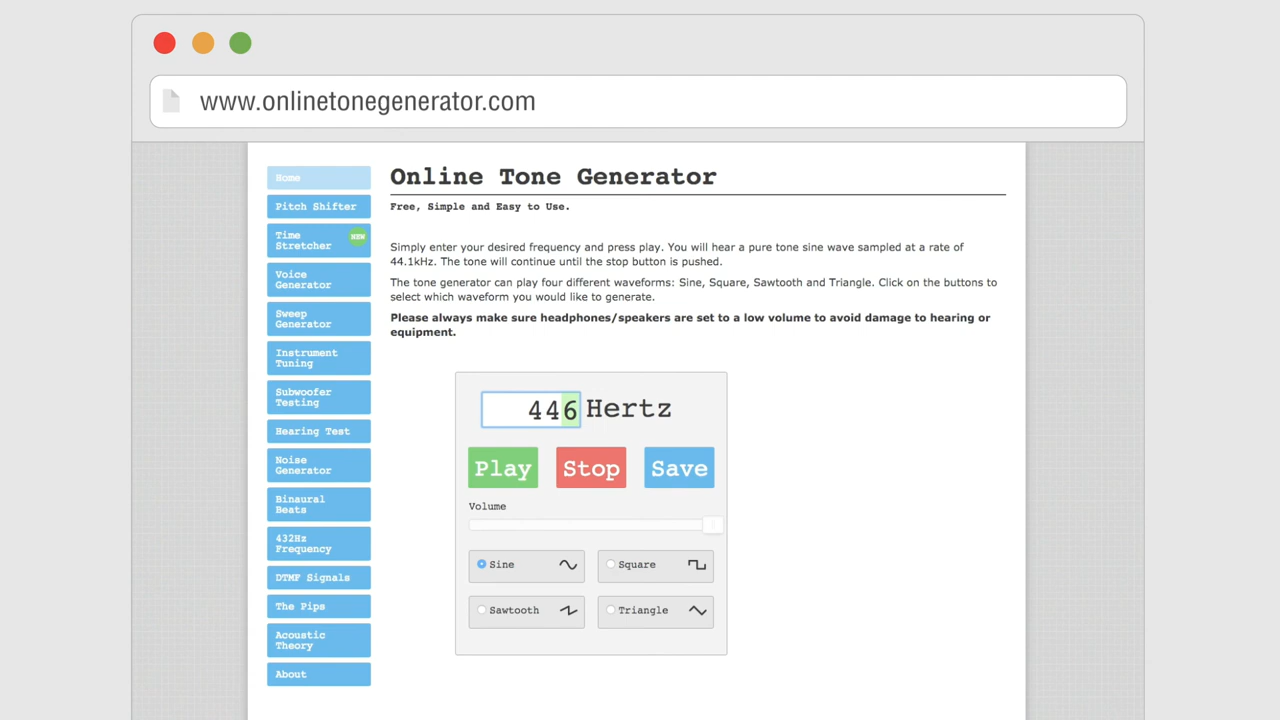 www.onlinetonegenerator.com
Home
Pitch Shifter
Time
Stretcher
NEW
Voice
Generator
Sweep
Generator
Instrument
Tuning
Subwoofer
Testing
Hearing Test
Noise
Generator
Binaural
Beats
432Hz
Frequency
DTMF Signals
The Pips
Acoustic
Theory
About
Online Tone Generator
Free, Simple and Easy to Use.
Simply enter your desired frequency and press play. You will hear a pure tone sine wave sampled at a rate of
44.1kHz. The tone will continue until the stop button is pushed.
The tone generator can play four different waveforms: Sine, Square, Sawtooth and Triangle. Click on the buttons to
select which waveform you would like to generate.
Please always make sure headphones/speakers are set to a low volume to avoid damage to hearing or
equipment.
446 Hertz
Play Stop Save
Volume
Sine Square
Sawtooth Triangle